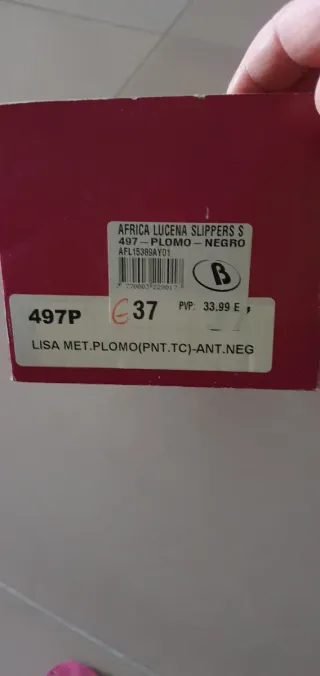 AFRICA LUCENA SLIPPERS S
497-PLOMO-NEGRO
AFL15389AY01
B
497P
€ 37
PVP: 33.99 E
LISA MET.PLOMO(PNT.TC)-ANT.NEG